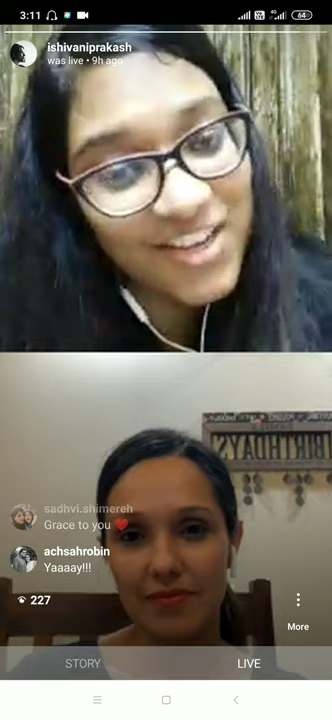 3:11
64
ishivaniprakash
was live • 9h ago
BIRTHDAYS
sadhvi.shimereh
Grace to you ❤️
achsahrobin
Yaaaay!!!
227
More
STORY
LIVE